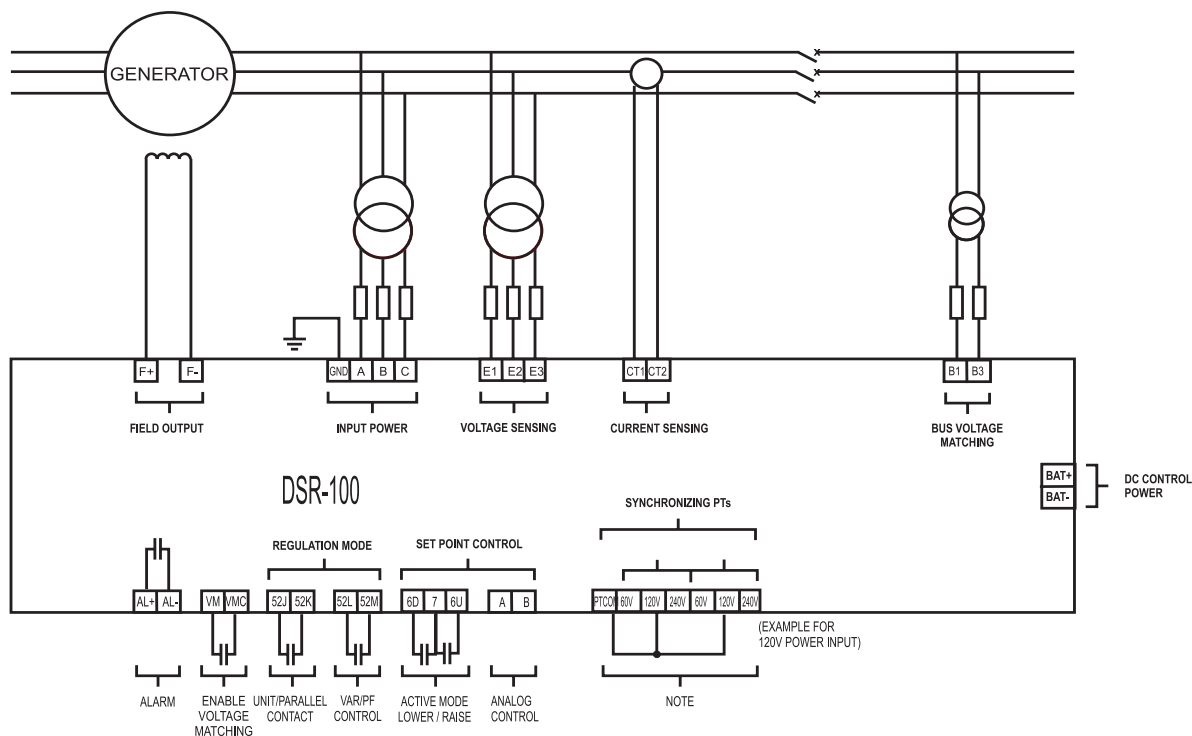 GENERATOR
F+ F- GND A B C E1 E2 E3 CT1 CT2 B1 B3
FIELD OUTPUT
INPUT POWER
VOLTAGE SENSING
CURRENT SENSING
BUS VOLTAGE
MATCHING
BAT+
BAT-
DC CONTROL
POWER
DSR-100
SYNCHRONIZING PTs
REGULATION MODE
SET POINT CONTROL
AL+ AL- VM VMC 52J 52K 52L 52M 6D 7 6U A B PTCOM 60V 120V 240V 60V 120V 240V
(EXAMPLE FOR
120V POWER INPUT)
ALARM
ENABLE
VOLTAGE
MATCHING
UNIT/PARALLEL
CONTACT
VAR/PF
CONTROL
ACTIVE MODE
LOWER / RAISE
ANALOG
CONTROL
NOTE